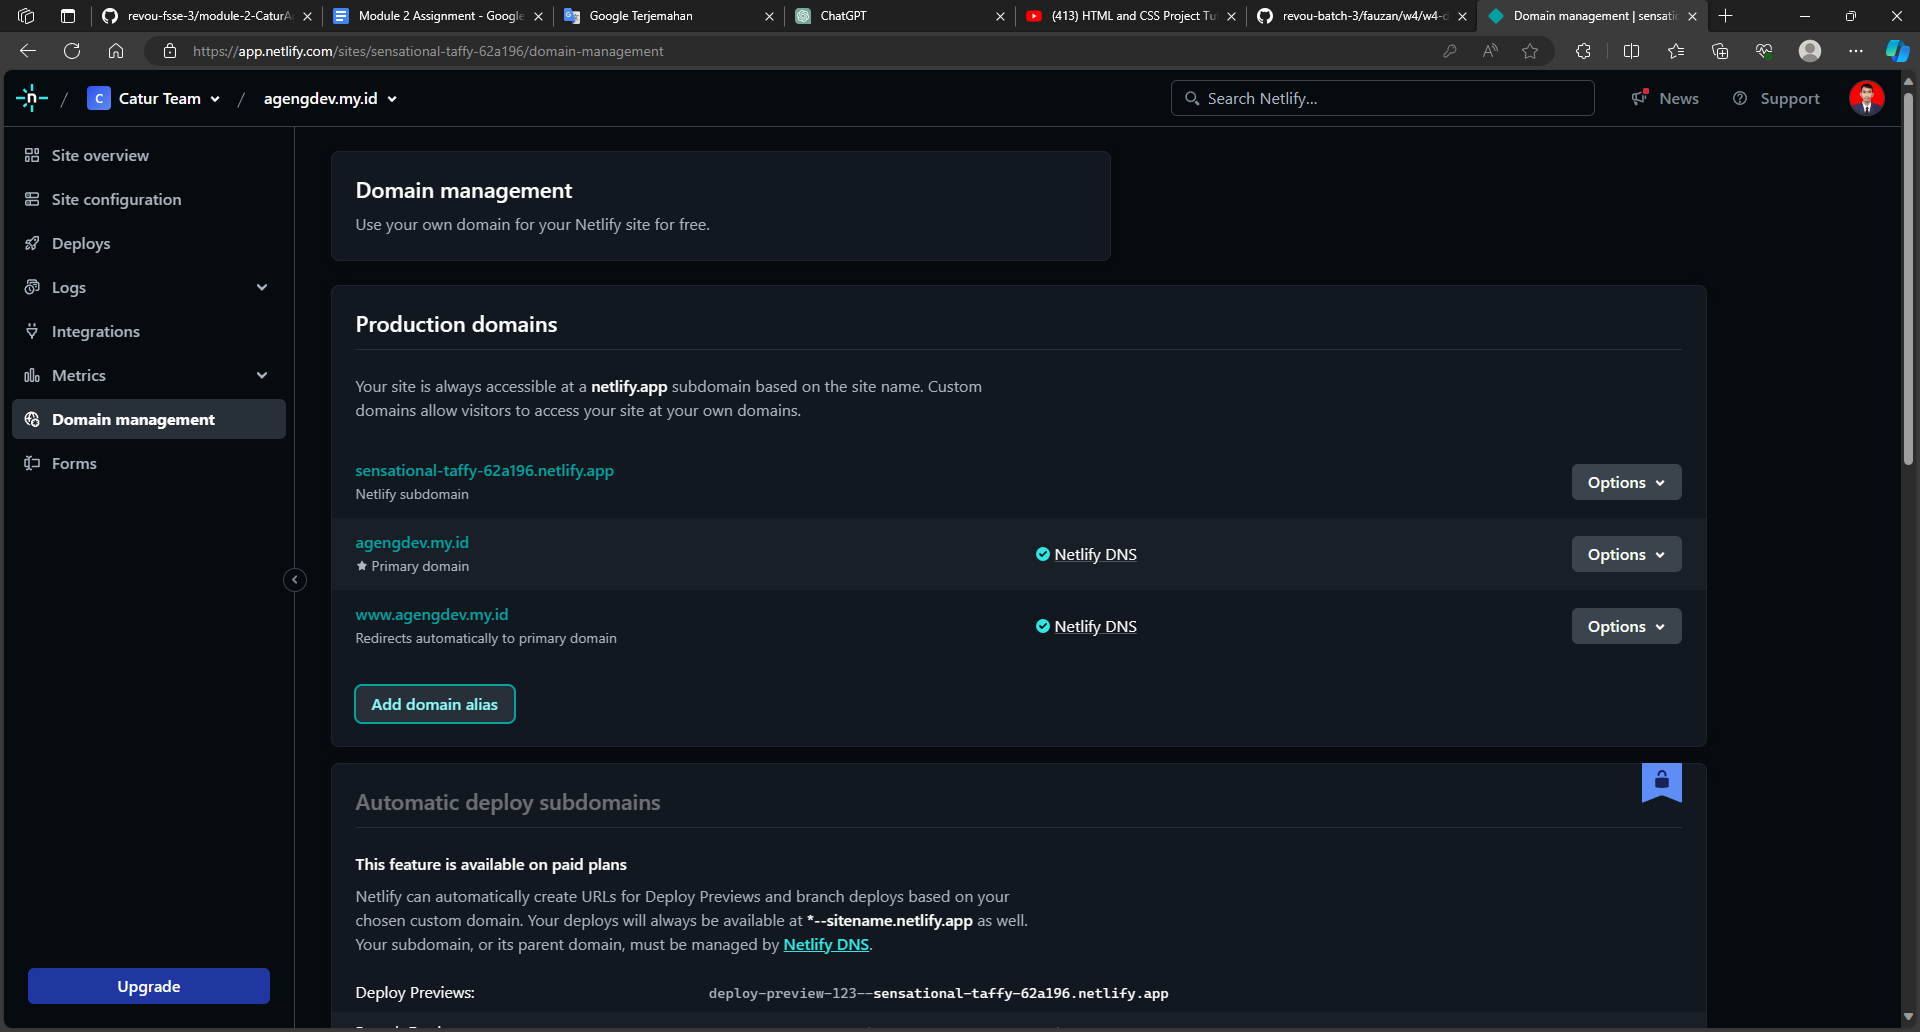 revou-fsse-3/module-2-CaturA
Module 2 Assignment - Google
Google Terjemahan
ChatGPT
(413) HTML and CSS Project Tu
revou-batch-3/fauzan/w4/w4-d
Domain management | sensatio
https://app.netlify.com/sites/sensational-taffy-62a196/domain-management
/ C Catur Team / agengdev.my.id
Search Netlify...
News
Support
Site overview
Site configuration
Deploys
Logs
Integrations
Metrics
Domain management
Forms
Upgrade
Domain management
Use your own domain for your Netlify site for free.
Production domains
Your site is always accessible at a netlify.app subdomain based on the site name. Custom
domains allow visitors to access your site at your own domains.
sensational-taffy-62a196.netlify.app
Netlify subdomain
Options
agengdev.my.id
Primary domain
Netlify DNS
Options
www.agengdev.my.id
Redirects automatically to primary domain
Netlify DNS
Options
Add domain alias
Automatic deploy subdomains
This feature is available on paid plans
Netlify can automatically create URLs for Deploy Previews and branch deploys based on your
chosen custom domain. Your deploys will always be available at *--sitename.netlify.app as well.
Your subdomain, or its parent domain, must be managed by Netlify DNS.
Deploy Previews:
deploy-preview-123--sensational-taffy-62a196.netlify.app